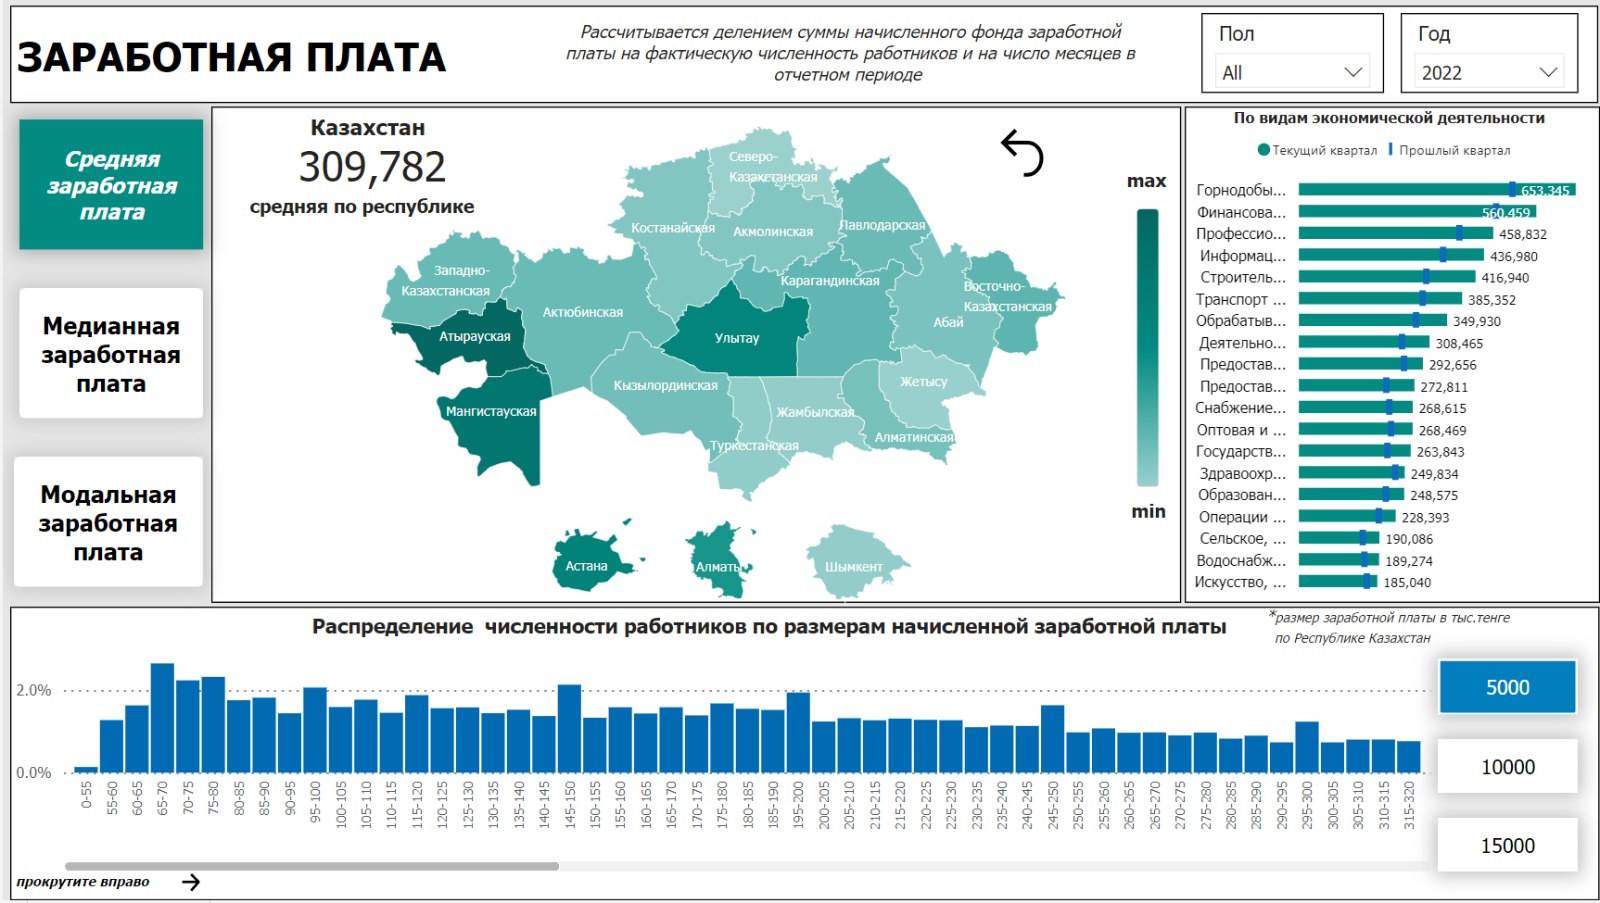 ЗАРАБОТНАЯ ПЛАТА
Рассчитывается делением суммы начисленного фонда заработной
платы на фактическую численность работников и на число месяцев в
отчетном периоде
Пол
All
Год
2022
Средняя
заработная
плата
Медианная
заработная
плата
Модальная
заработная
плата
Казахстан
309,782
средняя по республике
Северо-
Казахстанская
Костанайская
Акмолинская
Павлодарская
Западно-
Казахстанская
Актюбинская
Карагандинская
Восточно-
Казахстанская
Абай
Атырауская
Улытау
Мангистауская
Кызылординская
Жетысу
Жамбылская
Туркестанская
Алматинская
Астана
Алматы
Шымкент
max
min
По видам экономической деятельности
Текущий квартал
Прошлый квартал
Горнодобы... 653,345
Финансова... 560,459
Профессио... 458,832
Информац... 436,980
Строитель... 416,940
Транспорт ... 385,352
Обрабатыв... 349,930
Деятельно... 308,465
Предостав... 292,656
Предостав... 272,811
Снабжение... 268,615
Оптовая и ... 268,469
Государств... 263,843
Здравоохр... 249,834
Образован... 248,575
Операции ... 228,393
Сельское, ... 190,086
Водоснабж... 189,274
Искусство, ... 185,040
Распределение численности работников по размерам начисленной заработной платы
*размер заработной платы в тыс.тенге
по Республике Казахстан
2.0%
0.0%
0-55
55-60
60-65
65-70
70-75
75-80
80-85
85-90
90-95
95-100
100-105
105-110
110-115
115-120
120-125
125-130
130-135
135-140
140-145
145-150
150-155
155-160
160-165
165-170
170-175
175-180
180-185
185-190
190-195
195-200
200-205
205-210
210-215
215-220
220-225
225-230
230-235
235-240
240-245
245-250
250-255
255-260
260-265
265-270
270-275
275-280
280-285
285-290
290-295
295-300
300-305
305-310
310-315
315-320
5000
10000
15000
прокрутите вправо